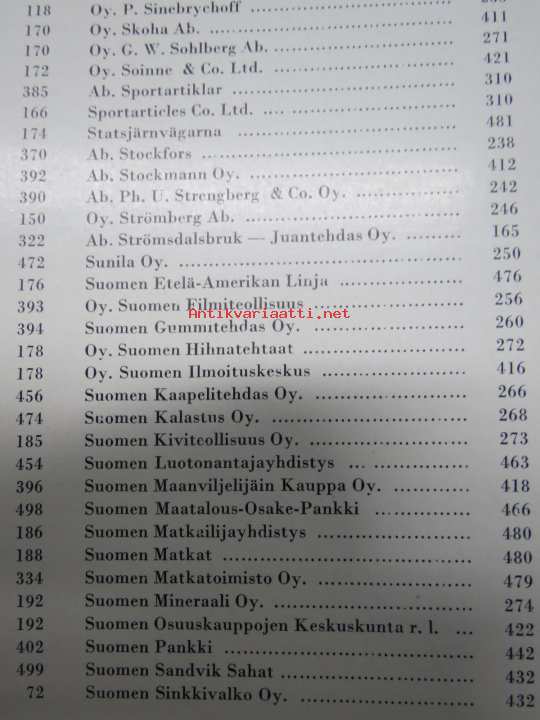 118 Oy. P. Sinebrychoff ................
170 Oy. Skoha Ab. ................ 411
170 Oy. G. W. Sohlberg Ab. ................ 271
172 Oy. Soinne & Co. Ltd. ................ 421
385 Ab. Sportartiklar ................ 310
166 Sportarticles Co. Ltd. ................ 310
174 Statsjärnvägarna ................ 481
370 Ab. Stockfors ................ 238
392 Ab. Stockmann Oy. ................ 412
390 Ab. Ph. U. Strengberg & Co. Oy. ................ 242
150 Oy. Strömberg Ab. ................ 246
322 Ab. Strömsdalsbruk — Juantehdas Oy. ........ 165
472 Sunila Oy. ................ 250
176 Suomen Etelä-Amerikan Linja ................ 476
393 Oy. Suomen Filmiteollisuus ................ 256
Antikvariaatti.net
394 Suomen Gummitehdas Oy. ................ 260
178 Oy. Suomen Hihnatehtaat ................ 272
178 Oy. Suomen Ilmoituskeskus ................ 416
456 Suomen Kaapelitehdas Oy. ................ 266
474 Suomen Kalastus Oy. ................ 268
185 Suomen Kiviteollisuus Oy. ................ 273
454 Suomen Luotonantajayhdistys ... ............ 463
396 Suomen Maanviljelijäin Kauppa Oy. ............ 418
498 Suomen Maatalous-Osake-Pankki ............ 466
186 Suomen Matkailijayhdistys ................ 480
188 Suomen Matkat ................ 480
334 Suomen Matkatoimisto Oy. ................ 479
192 Suomen Mineraali Oy. ................ 274
192 Suomen Osuuskauppojen Keskuskunta r. l. ... 422
402 Suomen Pankki ................ 442
499 Suomen Sandvik Sahat ................ 432
72 Suomen Sinkkivalko Oy. ................ 432